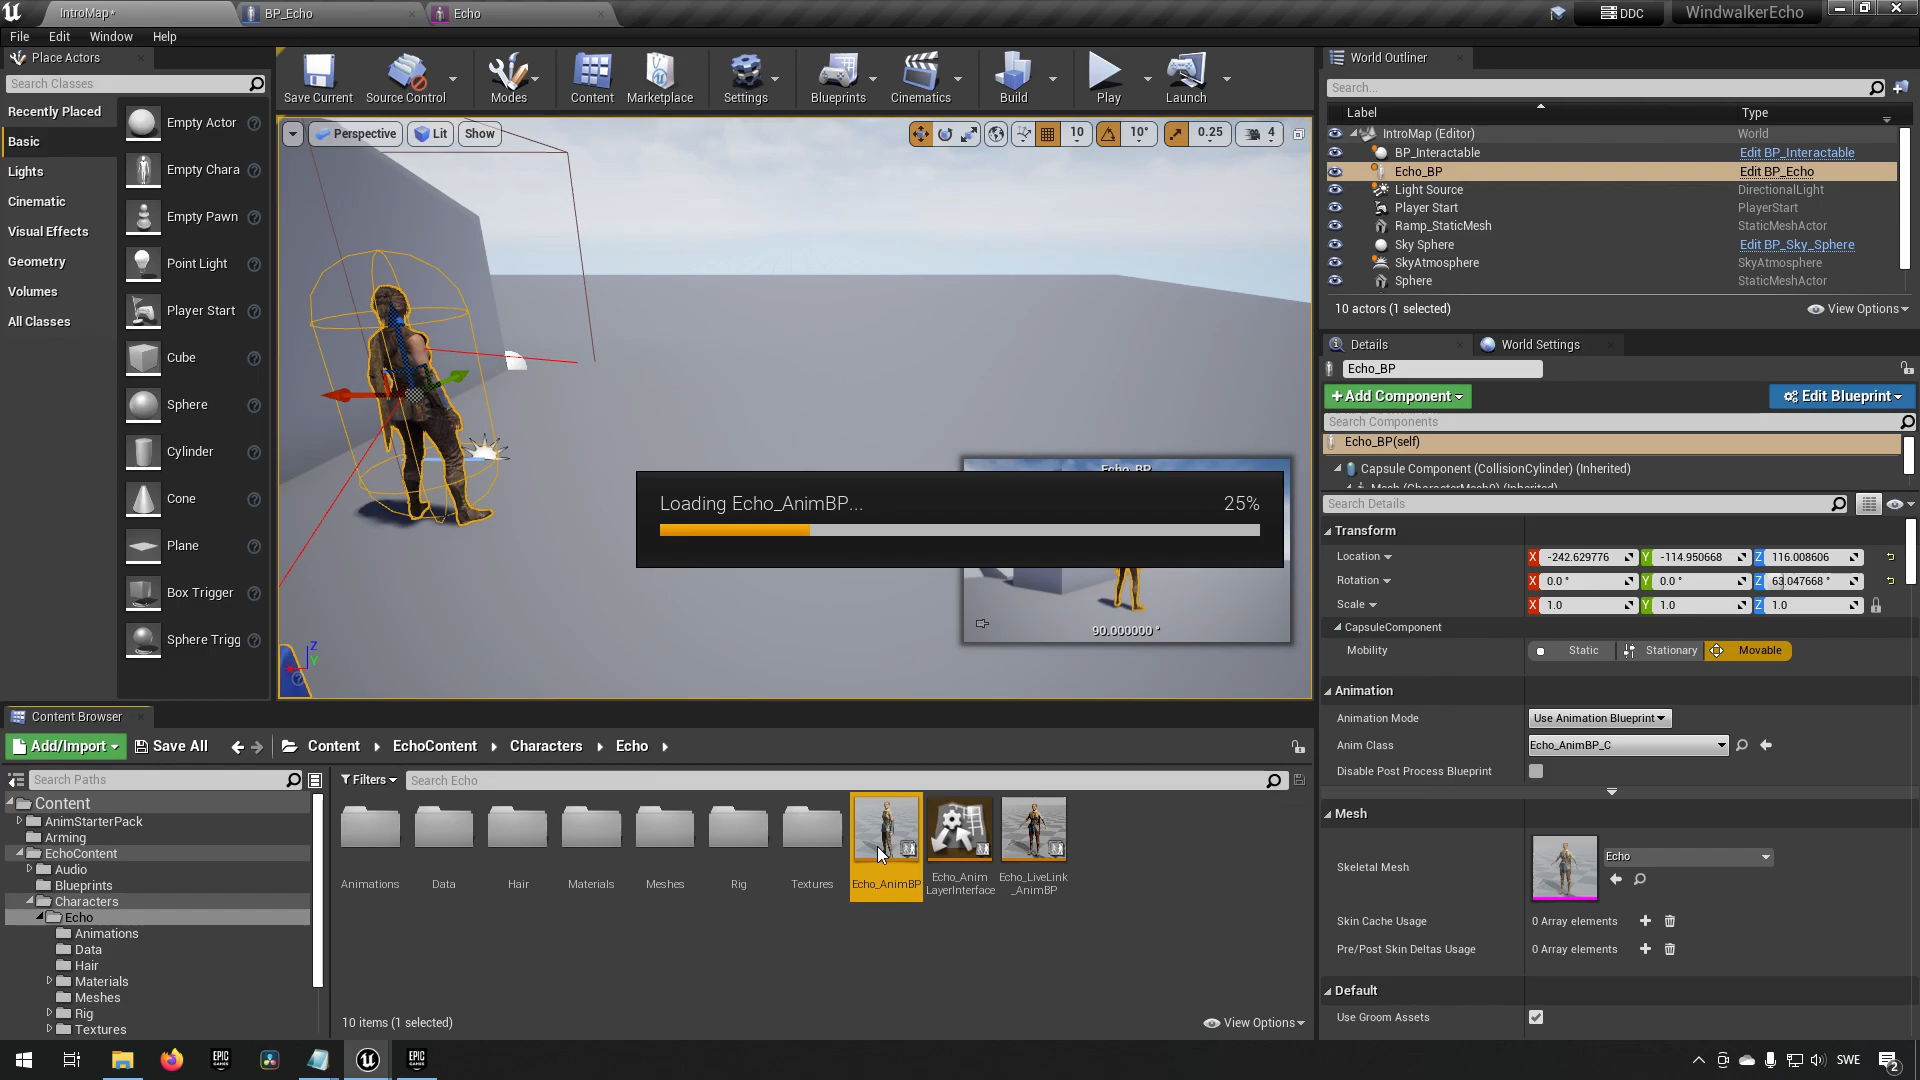 IntroMap*
BP_Echo
Echo
DDC
WindwalkerEcho
File
Edit
Window
Help
Place Actors
Search Classes
Recently Placed
Basic
Lights
Cinematic
Visual Effects
Geometry
Volumes
All Classes
Empty Actor
Empty Chara
Empty Pawn
Point Light
Player Start
Cube
Sphere
Cylinder
Cone
Plane
Box Trigger
Sphere Trigg
Save Current
Source Control
Modes
Content
Marketplace
Settings
Blueprints
Cinematics
Build
Play
Launch
Perspective
Lit
Show
10
10°
0.25
4
Echo_BP
Loading Echo_AnimBP...
25%
90.000000 °
Z
Y
World Outliner
Search...
Label
Type
IntroMap (Editor)
World
BP_Interactable
Edit BP_Interactable
Echo_BP
Edit BP_Echo
Light Source
DirectionalLight
Player Start
PlayerStart
Ramp_StaticMesh
StaticMeshActor
Sky Sphere
Edit BP_Sky_Sphere
SkyAtmosphere
SkyAtmosphere
Sphere
StaticMeshActor
10 actors (1 selected)
View Options
Details
World Settings
Echo_BP
+Add Component
Edit Blueprint
Search Components
Echo_BP(self)
Capsule Component (CollisionCylinder) (Inherited)
Mesh (CharacterMesh0) (Inherited)
Search Details
Transform
Location
X -242.629776
Y -114.950668
Z 116.008606
Rotation
X 0.0 °
Y 0.0 °
Z 63.047668 °
Scale
X 1.0
Y 1.0
Z 1.0
CapsuleComponent
Mobility
Static
Stationary
Movable
Animation
Animation Mode
Use Animation Blueprint
Anim Class
Echo_AnimBP_C
Disable Post Process Blueprint
Mesh
Skeletal Mesh
Echo
Skin Cache Usage
0 Array elements
Pre/Post Skin Deltas Usage
0 Array elements
Default
Use Groom Assets
Content Browser
Add/Import
Save All
Content
EchoContent
Characters
Echo
Search Paths
Filters
Search Echo
Content
AnimStarterPack
Arming
EchoContent
Audio
Blueprints
Characters
Echo
Animations
Data
Hair
Materials
Meshes
Rig
Textures
Animations
Data
Hair
Materials
Meshes
Rig
Textures
Echo_AnimBP
Echo_Anim
LayerInterface
Echo_LiveLink
_AnimBP
10 items (1 selected)
View Options
EPIC
GAMES
EPIC
GAMES
SWE
2